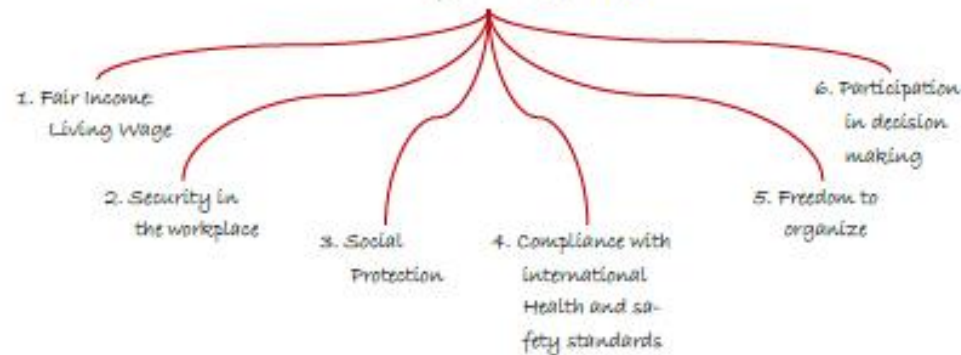 1. Fair Income:
Living Wage
2. Security in
the workplace
3. Social
Protection
4. Compliance with
international
Health and sa-
fety standards
5. Freedom to
organize
6. Participation
in decision
making